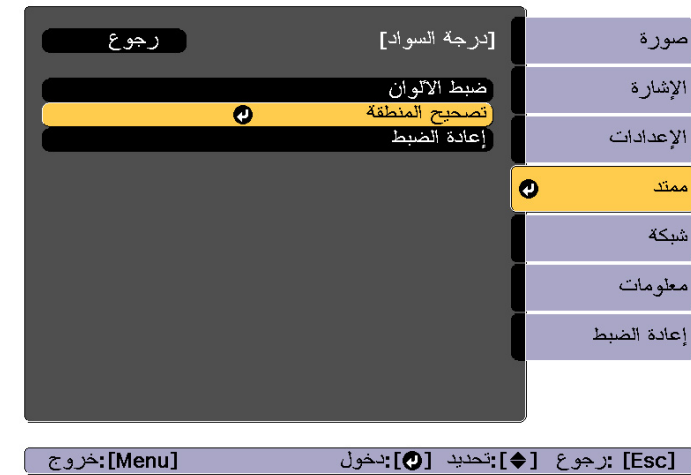 [درجة السواد]
رجوع
ضبط الألوان
تصحيح المنطقة
إعادة الضبط
صورة
الإشارة
الإعدادات
ممتد
شبكة
معلومات
إعادة الضبط
[Esc] :رجوع [◆]:تحديد [↵]:دخول [Menu]:خروج